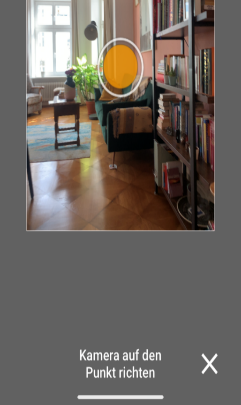 Kamera auf den
Punkt richten